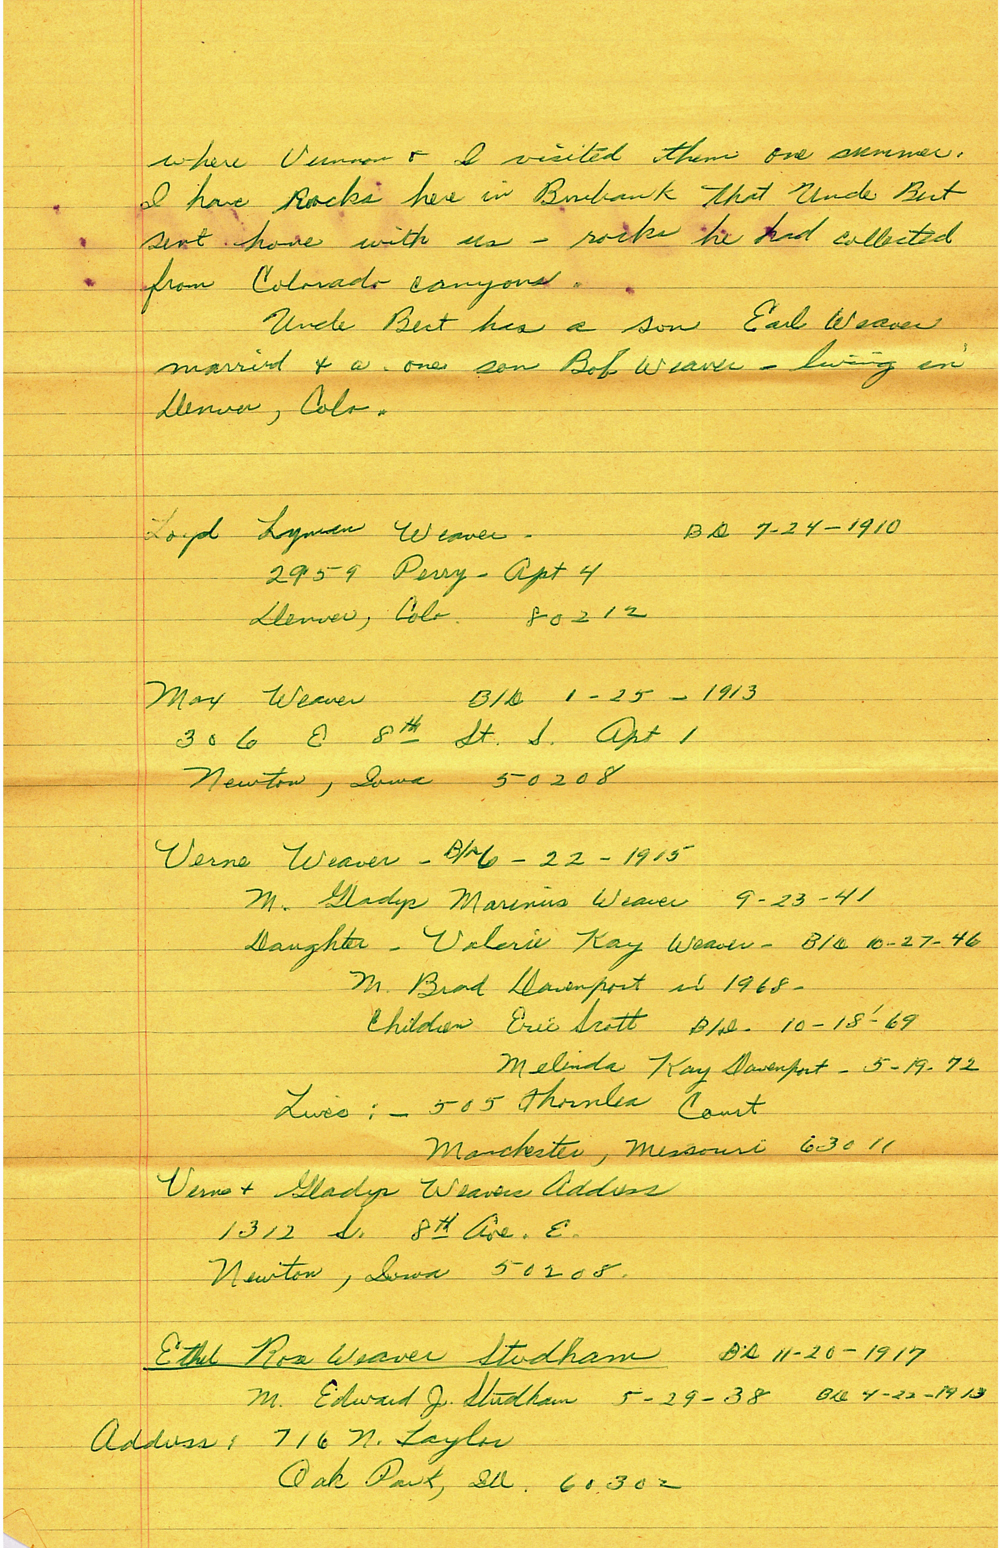 where Vernon & I visited them one summer.
I have Rocks here in Burbank that Uncle Bert
sent home with us - rocks he had collected
from Colorado canyons.
Uncle Bert has a son Earl Weaver
married & a one son Bob Weaver - living in
Denver, Colo.
Loyd Lyman Weaver - BD 7-24-1910
2959 Perry - Apt 4
Denver, Colo. 80212
Max Weaver B/D 1-25-1913
306 E 8th St. S. Apt 1
Newton, Iowa 50208
Verne Weaver - B/D 6-22-1915
M. Gladys Marinus Weaver 9-23-41
Daughter - Valerie Kay Weaver - B/D 10-27-46
M. Brad Davenport in 1968 -
Children Eric Scott B/D - 10-18-69
Melinda Kay Davenport - 5-19-72
Lives : - 505 Thornlea Court
Manchester, Missouri 63011
Verne & Gladys Weavers Address
1312 S. 8th Ave. E.
Newton, Iowa 50208.
Ethel Rosa Weaver Studham BD 11-20-1917
M. Edward J. Studham 5-29-38 BD 4-22-1913
Address: 716 N. Taylor
Oak Park, Ill. 60302